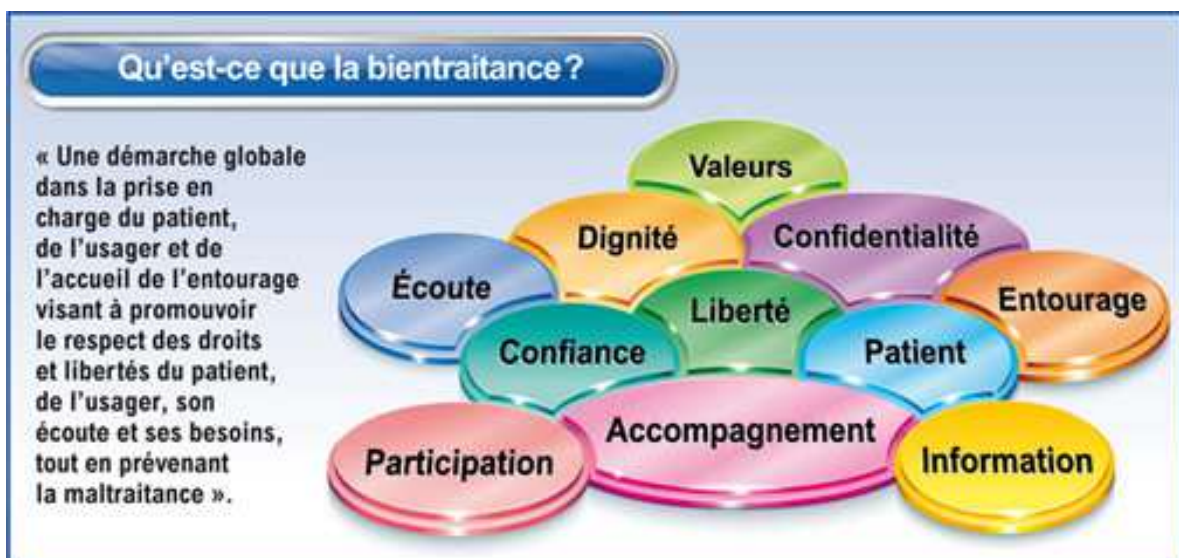 Qu'est-ce que la bientraitance ?
« Une démarche globale
dans la prise en
charge du patient,
de l'usager et de
l'accueil de l'entourage
visant à promouvoir
le respect des droits
et libertés du patient,
de l'usager, son
écoute et ses besoins,
tout en prévenant
la maltraitance ».
Valeurs
Dignité
Confidentialité
Écoute
Liberté
Entourage
Confiance
Patient
Accompagnement
Participation
Information